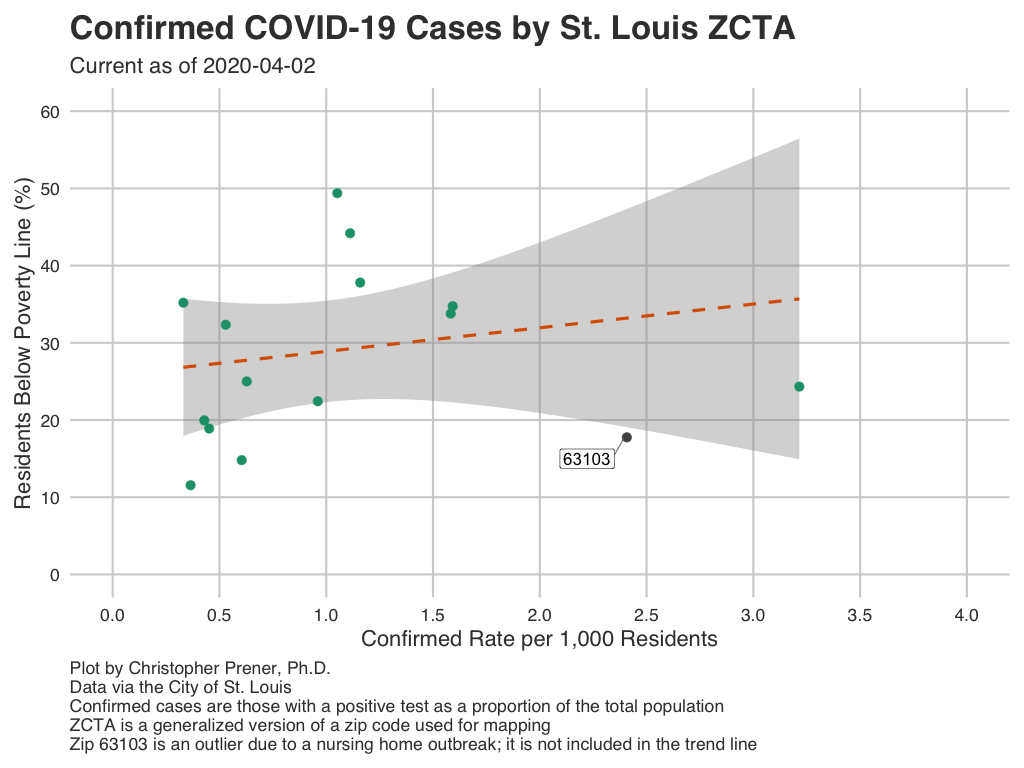 Confirmed COVID-19 Cases by St. Louis ZCTA
Current as of 2020-04-02
Residents Below Poverty Line (%)
60
50
40
30
20
10
0
63103
0.0 0.5 1.0 1.5 2.0 2.5 3.0 3.5 4.0
Confirmed Rate per 1,000 Residents
Plot by Christopher Prener, Ph.D.
Data via the City of St. Louis
Confirmed cases are those with a positive test as a proportion of the total population
ZCTA is a generalized version of a zip code used for mapping
Zip 63103 is an outlier due to a nursing home outbreak; it is not included in the trend line